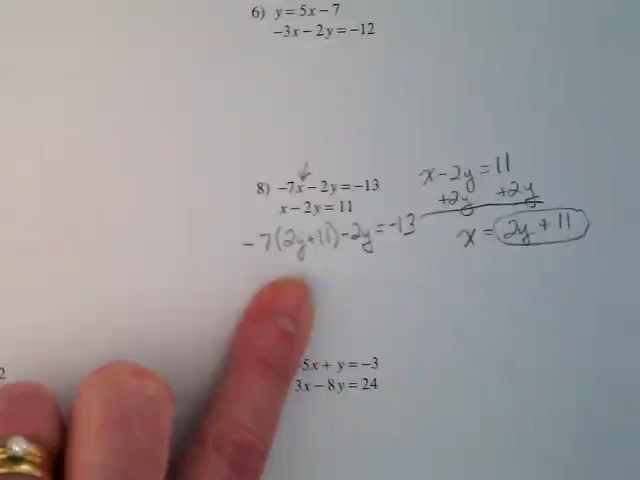 6) y = 5x − 7
−3x − 2y = −12
8) −7x − 2y = −13
x − 2y = 11
-7(2y+11)-2y=-13
x-2y=11
+2y +2y
x=2y+11
2
5x + y = −3
3x − 8y = 24